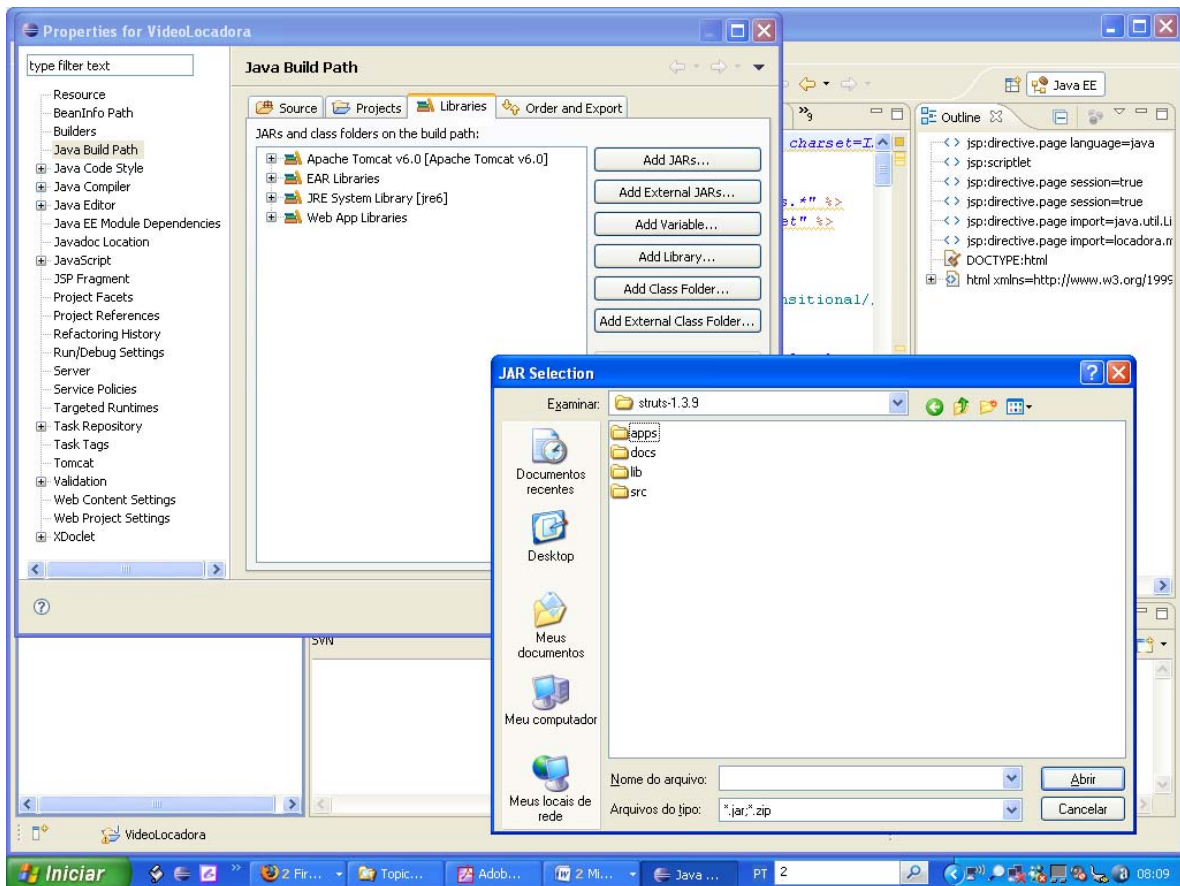 Properties for VideoLocadora
type filter text
Resource
BeanInfo Path
Builders
Java Build Path
Java Code Style
Java Compiler
Java Editor
Java EE Module Dependencies
Javadoc Location
JavaScript
JSP Fragment
Project Facets
Project References
Refactoring History
Run/Debug Settings
Server
Service Policies
Targeted Runtimes
Task Repository
Task Tags
Tomcat
Validation
Web Content Settings
Web Project Settings
XDoclet
Java Build Path
Source
Projects
Libraries
Order and Export
JARs and class folders on the build path:
Apache Tomcat v6.0 [Apache Tomcat v6.0]
EAR Libraries
JRE System Library [jre6]
Web App Libraries
Add JARs...
Add External JARs...
Add Variable...
Add Library...
Add Class Folder...
Add External Class Folder...
Java EE
9
Outline
charset=I
s.*" %>
et" %>
nsitional/
jsp:directive.page language=java
jsp:scriptlet
jsp:directive.page session=true
jsp:directive.page session=true
jsp:directive.page import=java.util.Li
jsp:directive.page import=locadora.m
DOCTYPE:html
html xmlns=http://www.w3.org/1999
JAR Selection
Examinar:
struts-1.3.9
apps
docs
lib
src
Documentos recentes
Desktop
Meus documentos
Meu computador
Meus locais de rede
Nome do arquivo:
Abrir
Arquivos do tipo:
*.jar;*.zip
Cancelar
SVN
VideoLocadora
Iniciar
2 Fir...
Topic...
Adob...
2 Mi...
Java ...
PT
2
08:09